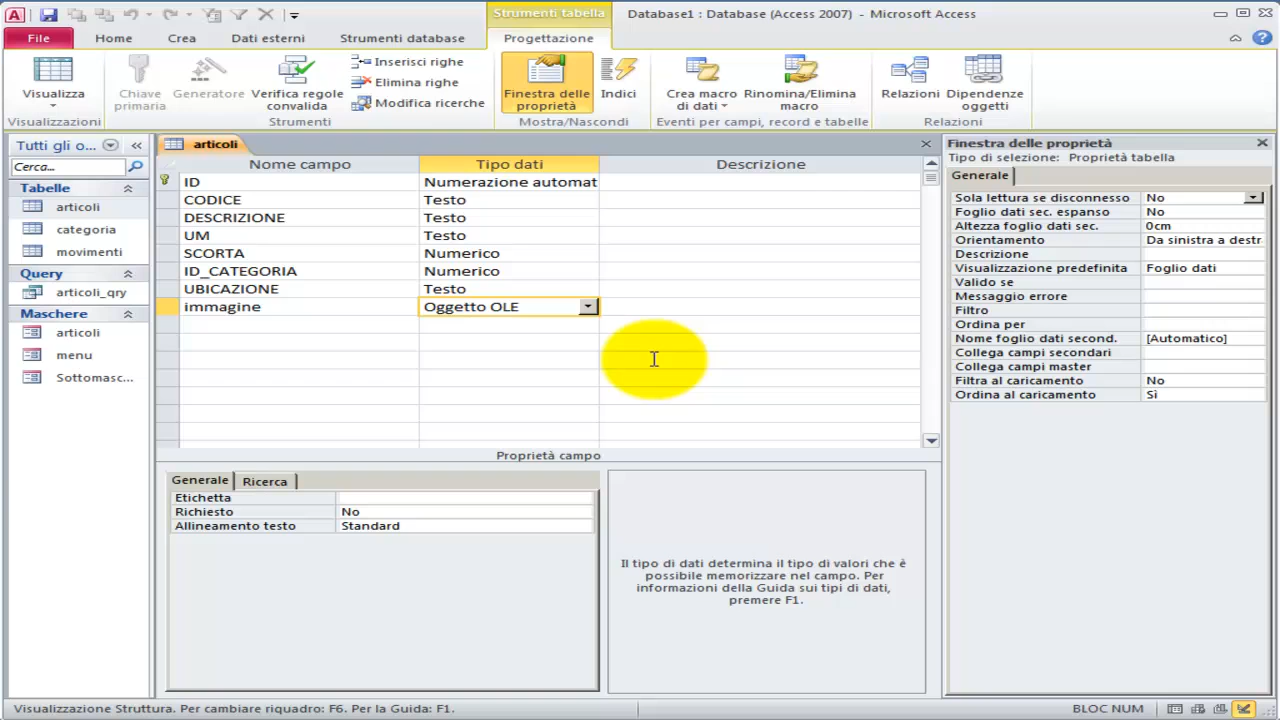 Strumenti tabella
Database1 : Database (Access 2007) - Microsoft Access
File
Home
Crea
Dati esterni
Strumenti database
Progettazione
Visualizza
Chiave primaria
Generatore
Verifica regole convalida
Inserisci righe
Elimina righe
Modifica ricerche
Finestra delle proprietà
Indici
Crea macro di dati
Rinomina/Elimina macro
Relazioni
Dipendenze oggetti
Visualizzazioni
Strumenti
Mostra/Nascondi
Eventi per campi, record e tabelle
Relazioni
Tutti gli o...
Cerca...
Tabelle
articoli
categoria
movimenti
Query
articoli_qry
Maschere
articoli
menu
Sottomasc...
articoli
Nome campo Tipo dati Descrizione
ID Numerazione automat
CODICE Testo
DESCRIZIONE Testo
UM Testo
SCORTA Numerico
ID_CATEGORIA Numerico
UBICAZIONE Testo
immagine Oggetto OLE
Proprietà campo
Generale Ricerca
Etichetta
Richiesto No
Allineamento testo Standard
Il tipo di dati determina il tipo di valori che è
possibile memorizzare nel campo. Per
informazioni della Guida sui tipi di dati,
premere F1.
Finestra delle proprietà
Tipo di selezione: Proprietà tabella
Generale
Sola lettura se disconnesso No
Foglio dati sec. espanso No
Altezza foglio dati sec. 0cm
Orientamento Da sinistra a destr
Descrizione
Visualizzazione predefinita Foglio dati
Valido se
Messaggio errore
Filtro
Ordina per
Nome foglio dati second. [Automatico]
Collega campi secondari
Collega campi master
Filtra al caricamento No
Ordina al caricamento Sì
Visualizzazione Struttura. Per cambiare riquadro: F6. Per la Guida: F1.
BLOC NUM